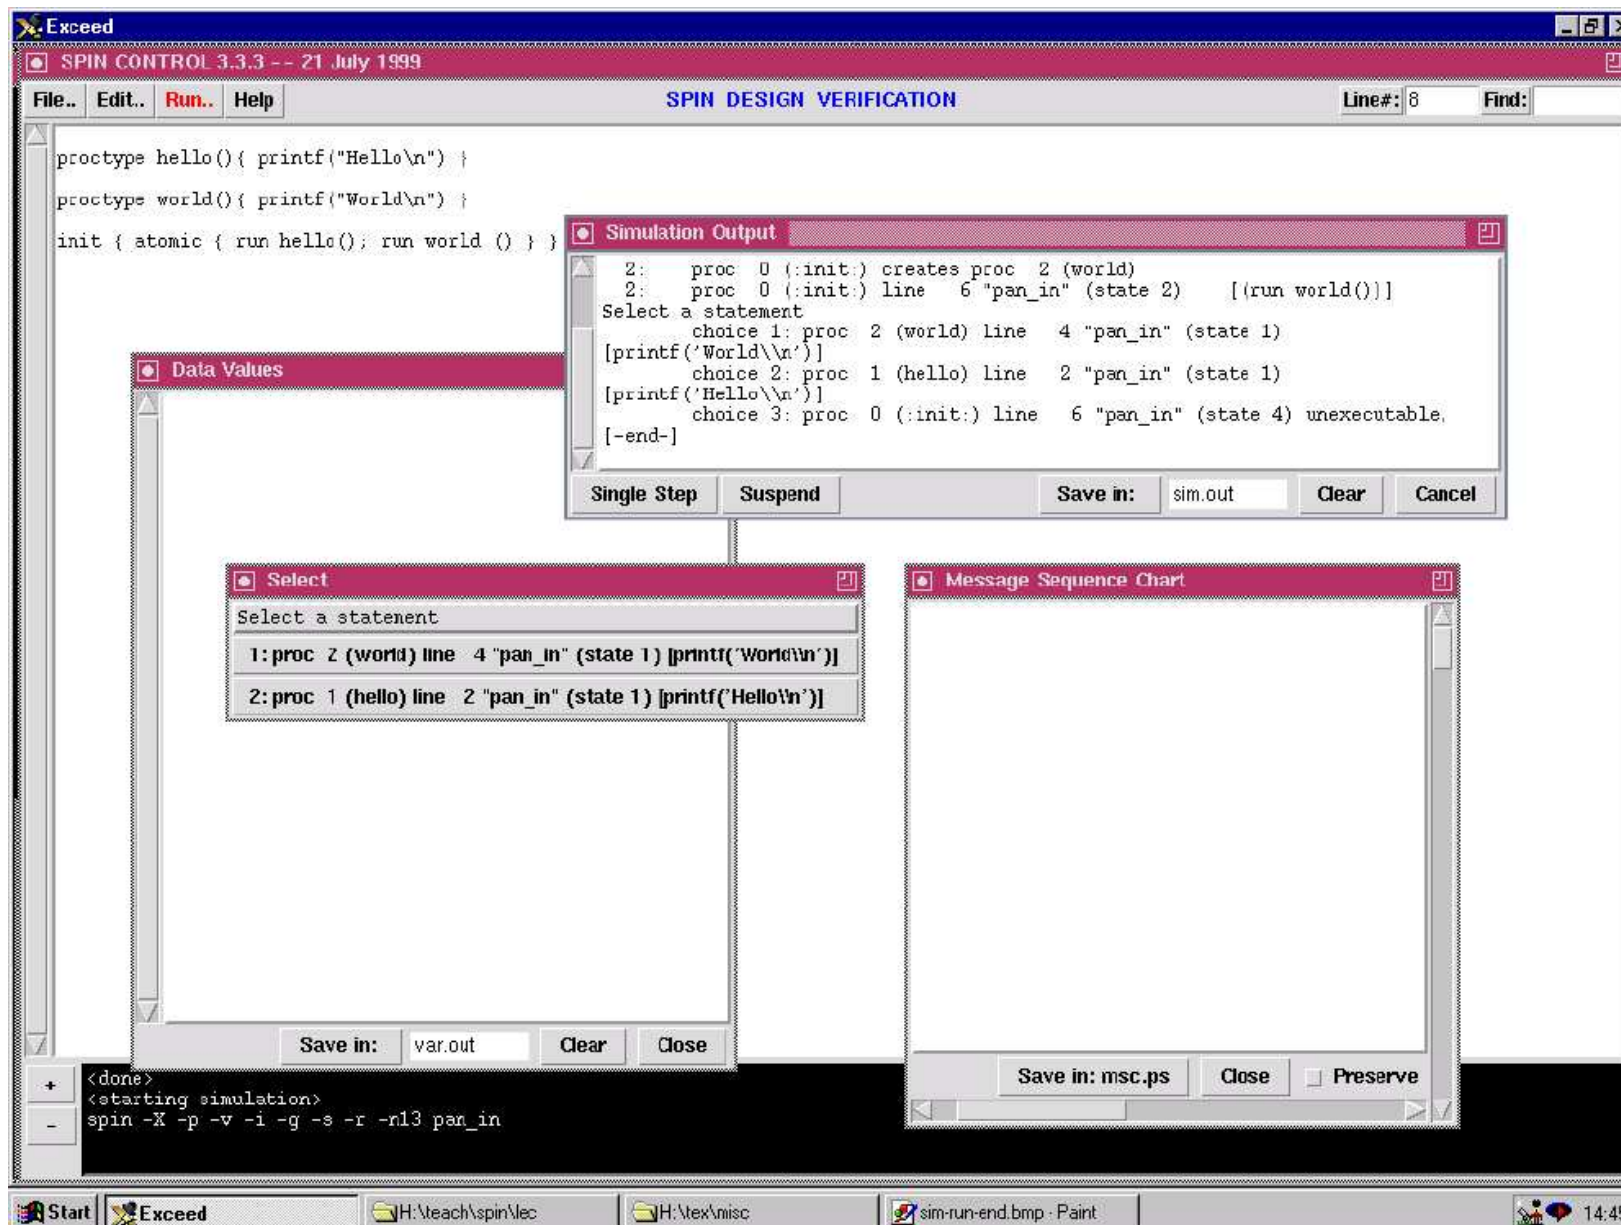 Exceed
SPIN CONTROL 3.3.3 -- 21 July 1999
File.. Edit.. Run.. Help SPIN DESIGN VERIFICATION Line#: 8 Find:
proctype hello(){ printf("Hello\n") }
proctype world(){ printf("World\n") }
init { atomic { run hello(); run world () } }
Simulation Output
2: proc 0 (:init:) creates proc 2 (world)
2: proc 0 (:init:) line 6 "pan_in" (state 2) [(run world())]
Select a statement
choice 1: proc 2 (world) line 4 "pan_in" (state 1)
[printf('World\\n')]
choice 2: proc 1 (hello) line 2 "pan_in" (state 1)
[printf('Hello\\n')]
choice 3: proc 0 (:init:) line 6 "pan_in" (state 4) unexecutable,
[-end-]
Single Step Suspend Save in: sim.out Clear Cancel
Data Values
Select
Select a statement
1: proc 2 (world) line 4 "pan_in" (state 1) [printf('World\\n')]
2: proc 1 (hello) line 2 "pan_in" (state 1) [printf('Hello\\n')]
Save in: var.out Clear Close
Message Sequence Chart
Save in: msc.ps Close Preserve
+ <done>
<starting simulation>
- spin -X -p -v -i -g -s -r -n13 pan_in
Start Exceed H:\teach\spin\lec H:\tex\misc sim-run-end.bmp - Paint